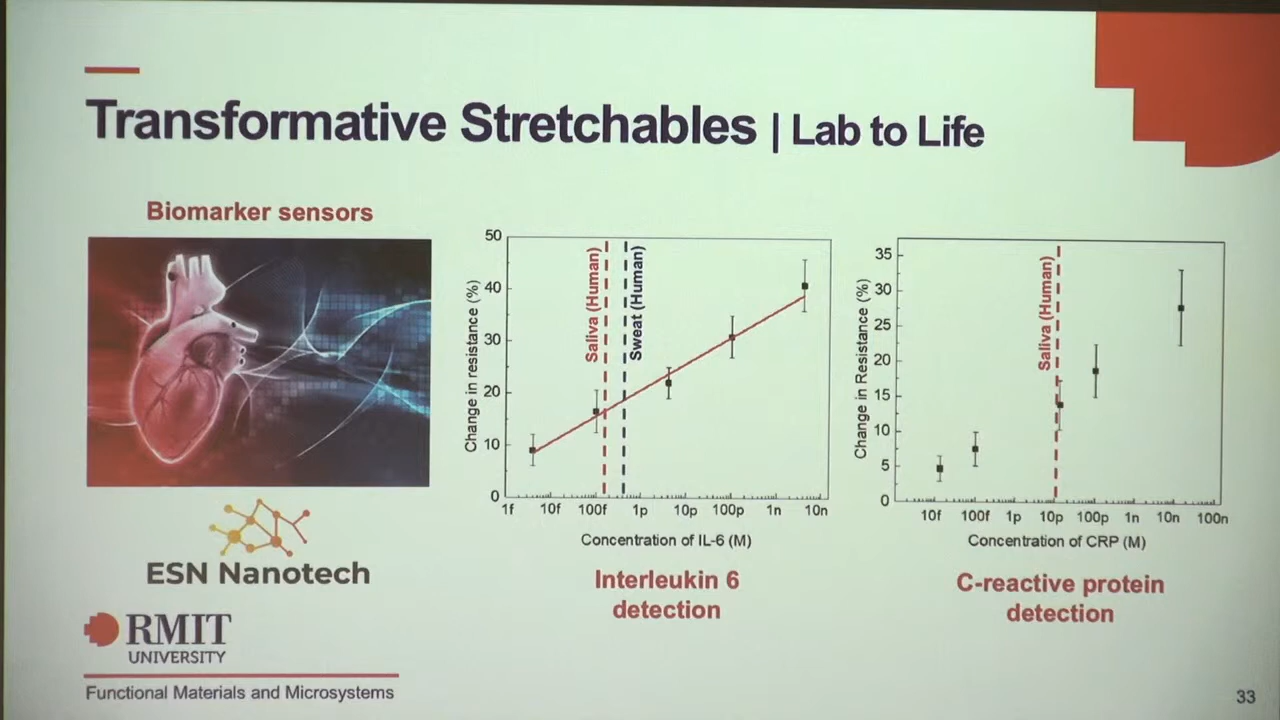 Transformative Stretchables | Lab to Life
Biomarker sensors
ESN Nanotech
RMIT
UNIVERSITY
Functional Materials and Microsystems
50
40
30
20
10
0
Change in resistance (%)
Saliva (Human)
Sweat (Human)
1f 10f 100f 1p 10p 100p 1n 10n
Concentration of IL-6 (M)
Interleukin 6
detection
35
30
25
20
15
10
5
0
Change in Resistance (%)
Saliva (Human)
10f 100f 1p 10p 100p 1n 10n 100n
Concentration of CRP (M)
C-reactive protein
detection
33